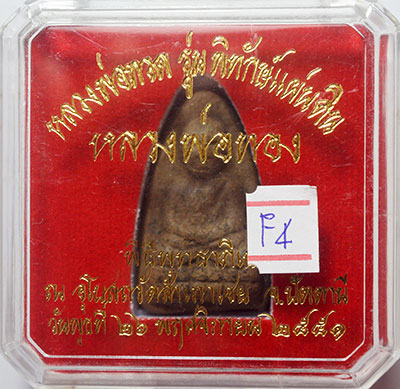 หลวงพ่อทวด รุ่น พิทักษ์แผ่นดิน
หลวงพ่อทอง
F4
ณ อุโบสถวัดสำเภาเชย จ.ปัตตานี
วันพุธที่ ๒๖ พฤศจิกายน ๒๕๕๑